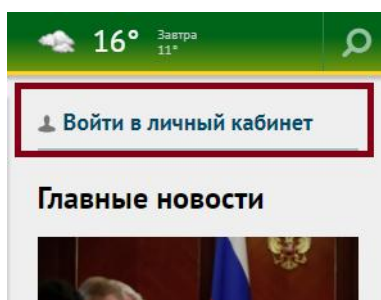 16°
Завтра
11°
Войти в личный кабинет
Главные новости